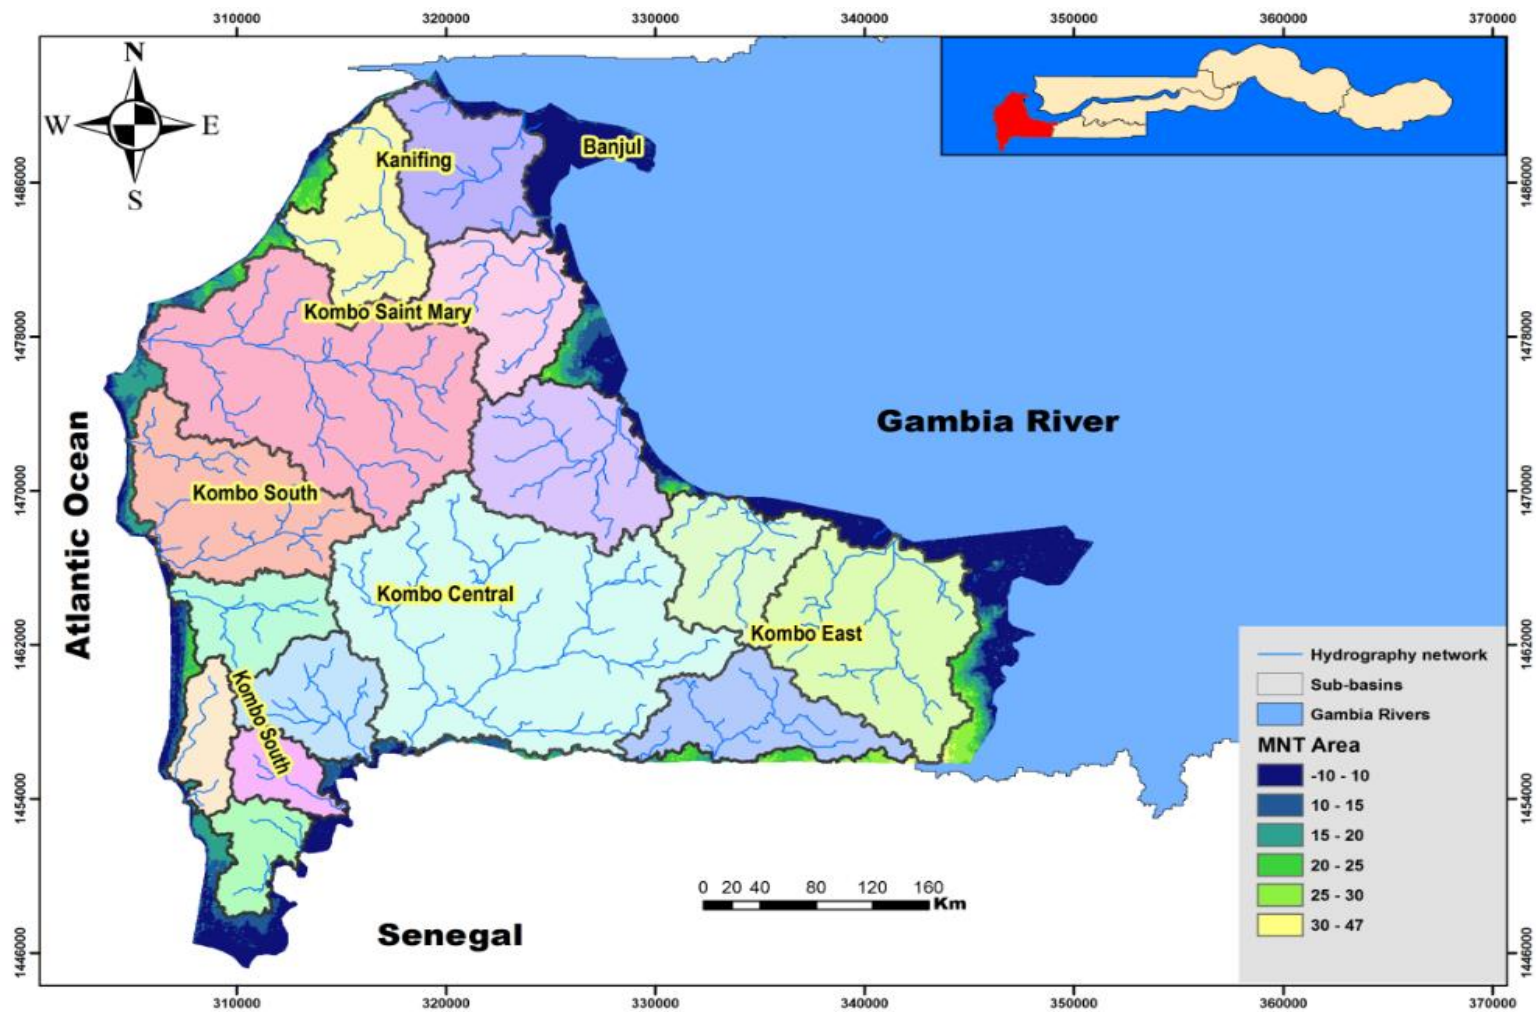 310000 320000 330000 340000 350000 360000 370000
N
W E
S
Kanifing
Banjul
1486000 1486000
Kombo Saint Mary
1478000 1478000
Gambia River
Atlantic Ocean
Kombo South
1470000 1470000
Kombo Central
Kombo East
1462000 1462000
Kombo South
Hydrography network
Sub-basins
Gambia Rivers
MNT Area
-10 - 10
10 - 15
15 - 20
20 - 25
25 - 30
30 - 47
1454000 1454000
0 20 40 80 120 160
Km
Senegal
1446000 1446000
310000 320000 330000 340000 350000 360000 370000